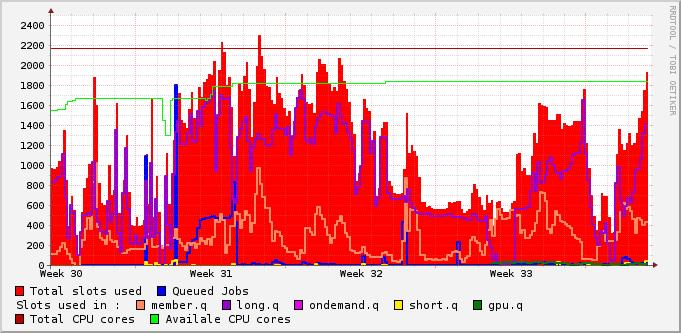 RRDTOOL / TOBI OETIKER
2400
2200
2000
1800
1600
1400
1200
1000
800
600
400
200
0
Week 30 Week 31 Week 32 Week 33
Total slots used Queued Jobs
Slots used in : member.q long.q ondemand.q short.q gpu.q
Total CPU cores Availale CPU cores